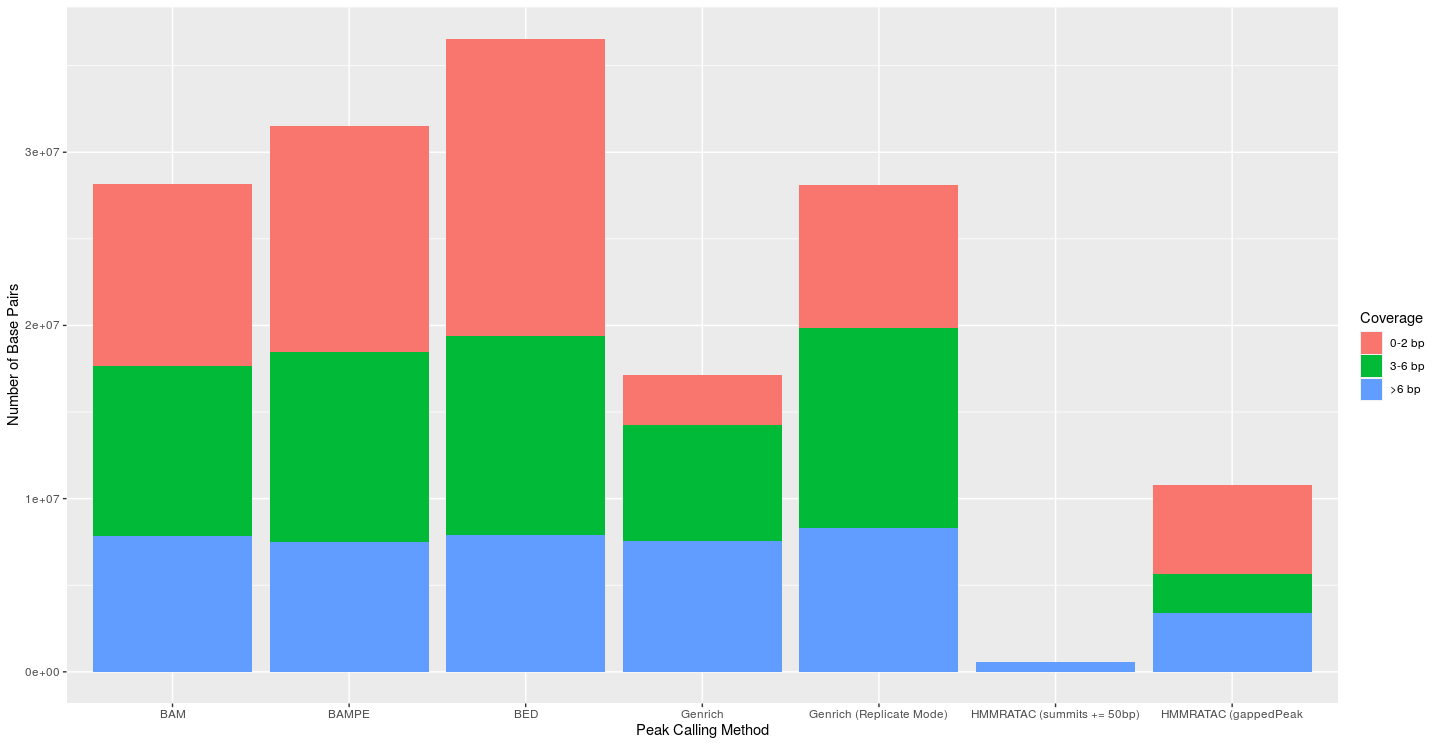 Number of Base Pairs
3e+07
2e+07
1e+07
0e+00
BAM
BAMPE
BED
Genrich
Genrich (Replicate Mode)
HMMRATAC (summits += 50bp)
HMMRATAC (gappedPeak
Peak Calling Method
Coverage
0-2 bp
3-6 bp
>6 bp